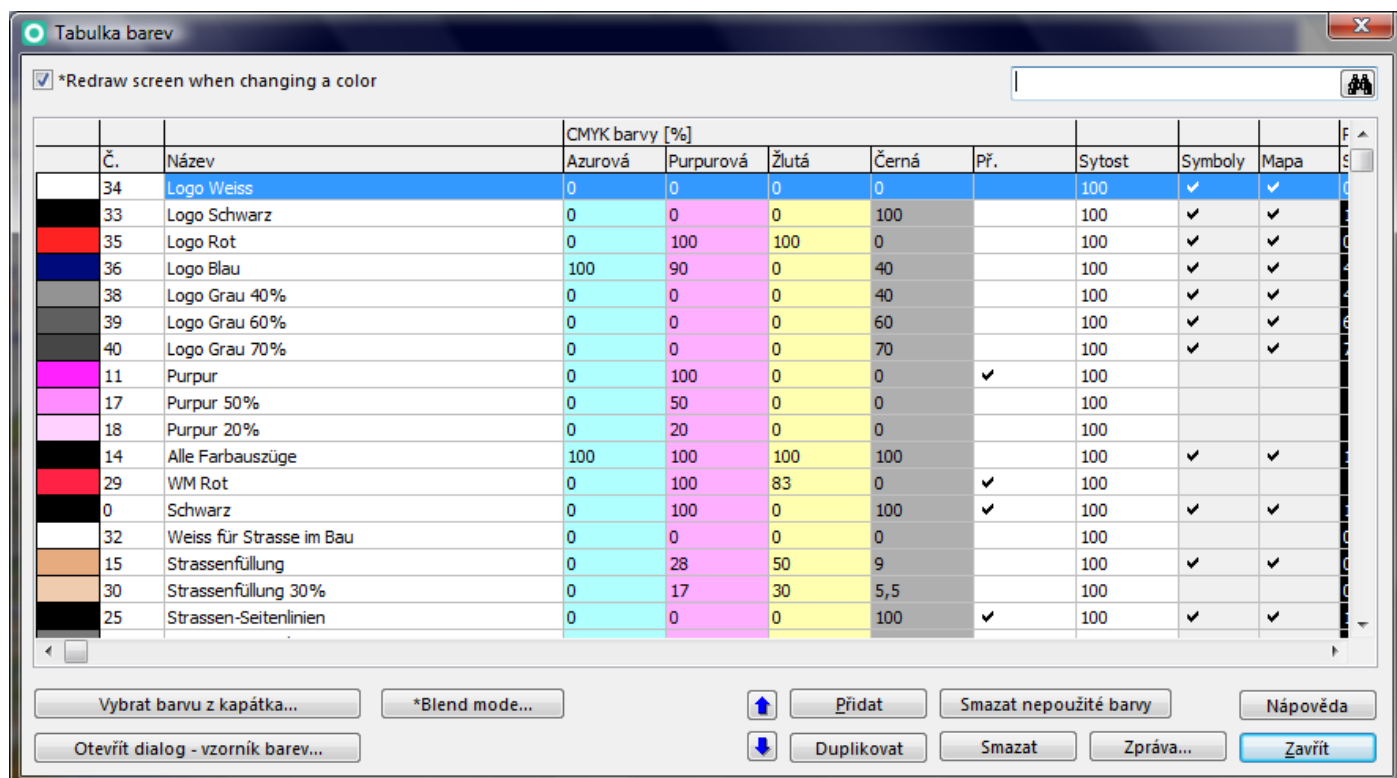 Tabulka barev
*Redraw screen when changing a color
CMYK barvy [%]
Č. Název Azurová Purpurová Žlutá Černá Př. Sytost Symboly Mapa
34 Logo Weiss 0 0 0 0 100
33 Logo Schwarz 0 0 0 100 100
35 Logo Rot 0 100 100 0 100
36 Logo Blau 100 90 0 40 100
38 Logo Grau 40% 0 0 0 40 100
39 Logo Grau 60% 0 0 0 60 100
40 Logo Grau 70% 0 0 0 70 100
11 Purpur 0 100 0 0 100
17 Purpur 50% 0 50 0 0 100
18 Purpur 20% 0 20 0 0 100
14 Alle Farbauszüge 100 100 100 100 100
29 WM Rot 0 100 83 0 100
0 Schwarz 0 100 0 100 100
32 Weiss für Strasse im Bau 0 0 0 0 100
15 Strassenfüllung 0 28 50 9 100
30 Strassenfüllung 30% 0 17 30 5,5 100
25 Strassen-Seitenlinien 0 0 0 100 100
Vybrat barvu z kapátka... *Blend mode... Přidat Smazat nepoužité barvy Nápověda
Otevřít dialog - vzorník barev... Duplikovat Smazat Zpráva... Zavřít